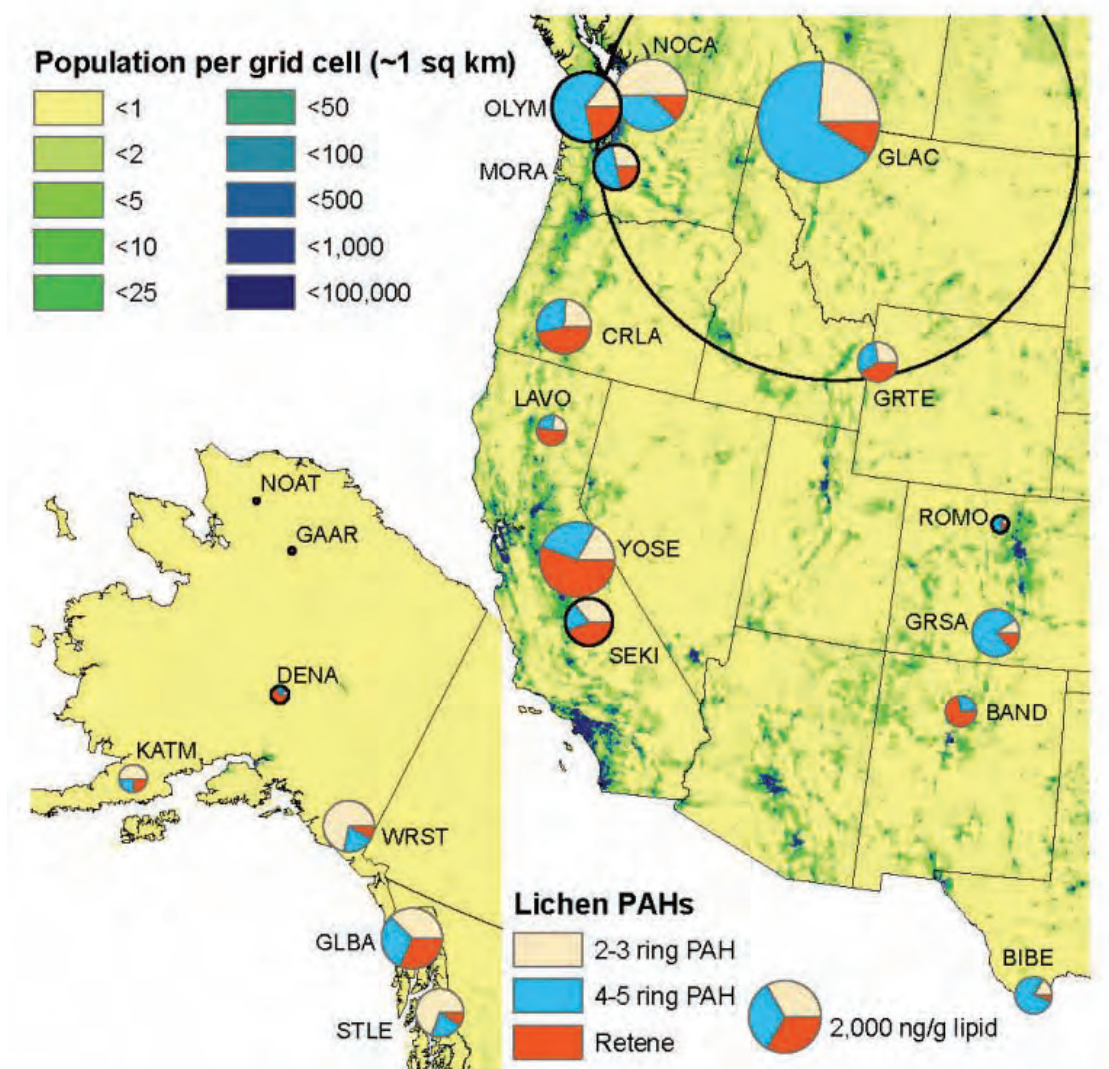 Population per grid cell (~1 sq km)
<1
<2
<5
<10
<25
<50
<100
<500
<1,000
<100,000
NOCA
OLYM
MORA
GLAC
CRLA
GRTE
LAVO
NOAT
GAAR
ROMO
YOSE
GRSA
SEKI
DENA
BAND
KATM
WRST
GLBA
STLE
BIBE
Lichen PAHs
2-3 ring PAH
4-5 ring PAH
Retene
2,000 ng/g lipid